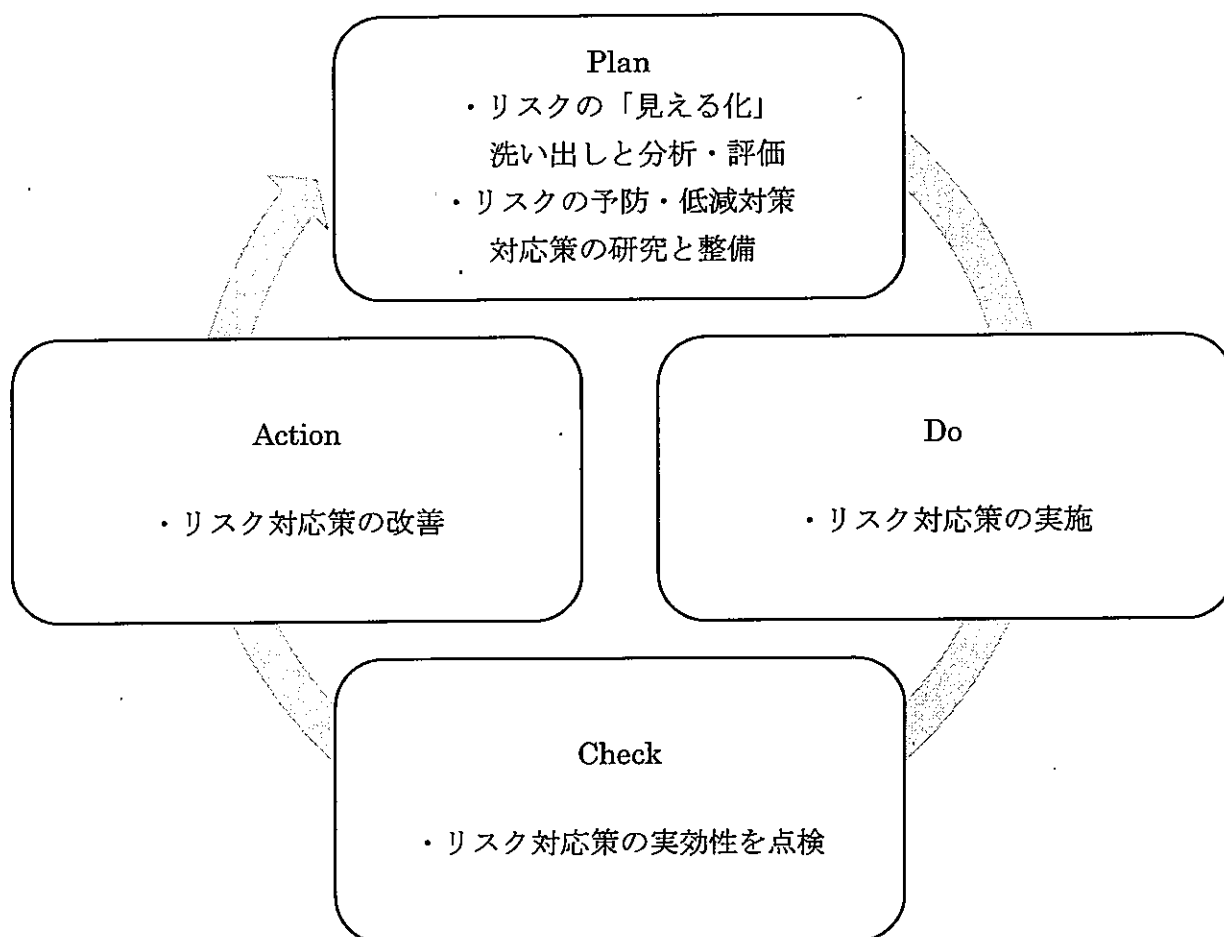 Plan
・リスクの「見える化」
洗い出しと分析・評価
・リスクの予防・低減対策
対応策の研究と整備
Action
・リスク対応策の改善
Do
・リスク対応策の実施
Check
・リスク対応策の実効性を点検